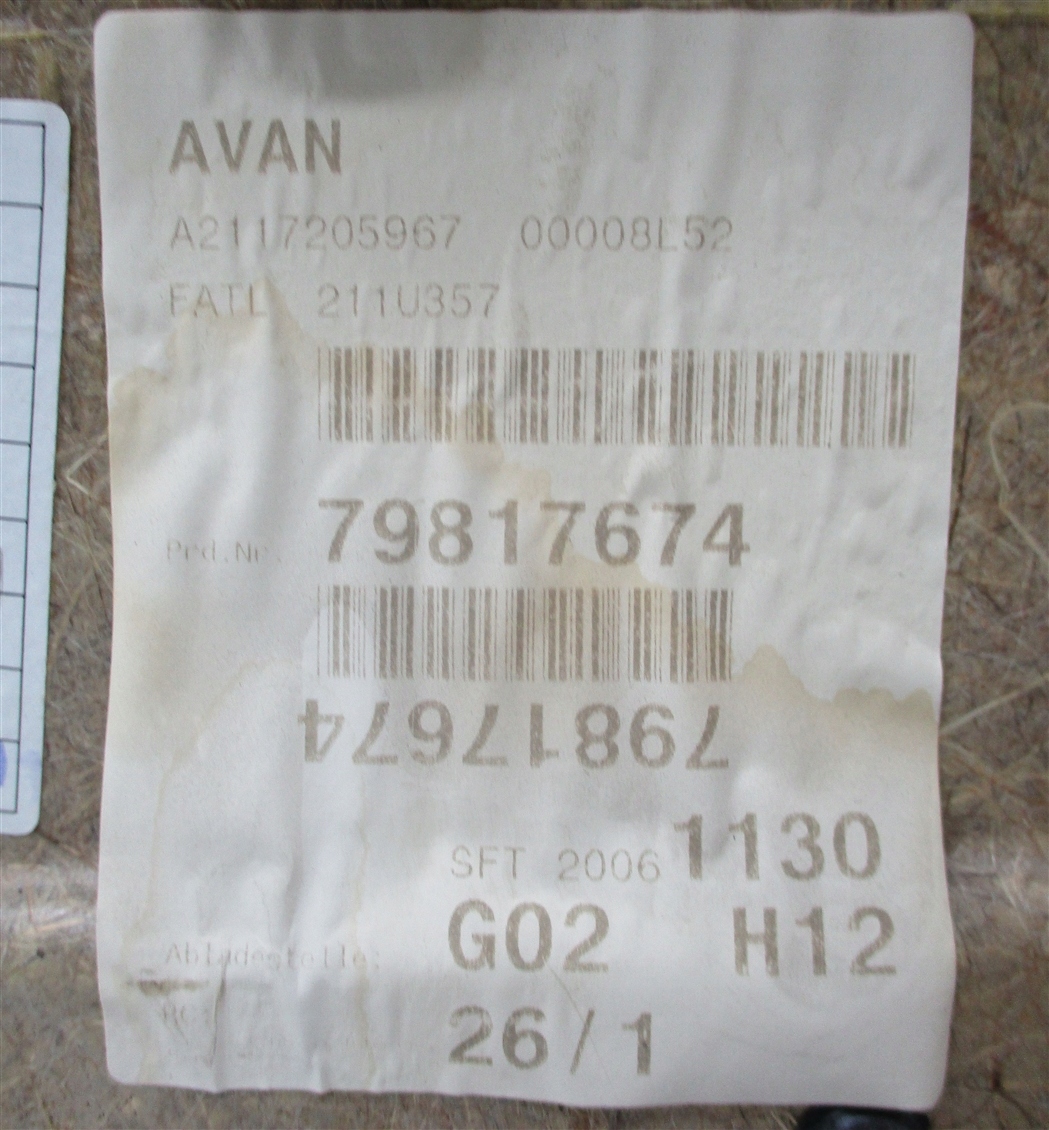 AVAN
A2117205967 00008L52
FATL 211U357
Prd.Nr. 79817674
79817674
SFT 2006 1130
Abladestelle: G02 H12
26/1